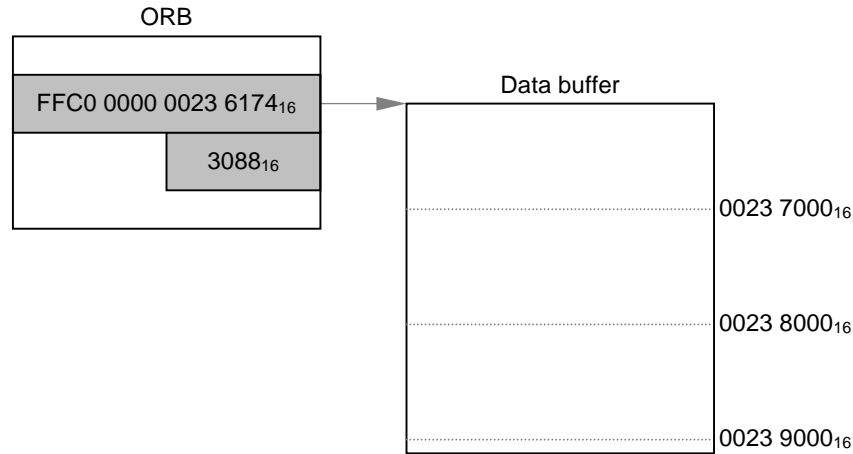 ORB
FFC0 0000 0023 6174₁₆
Data buffer
3088₁₆
0023 7000₁₆
0023 8000₁₆
0023 9000₁₆